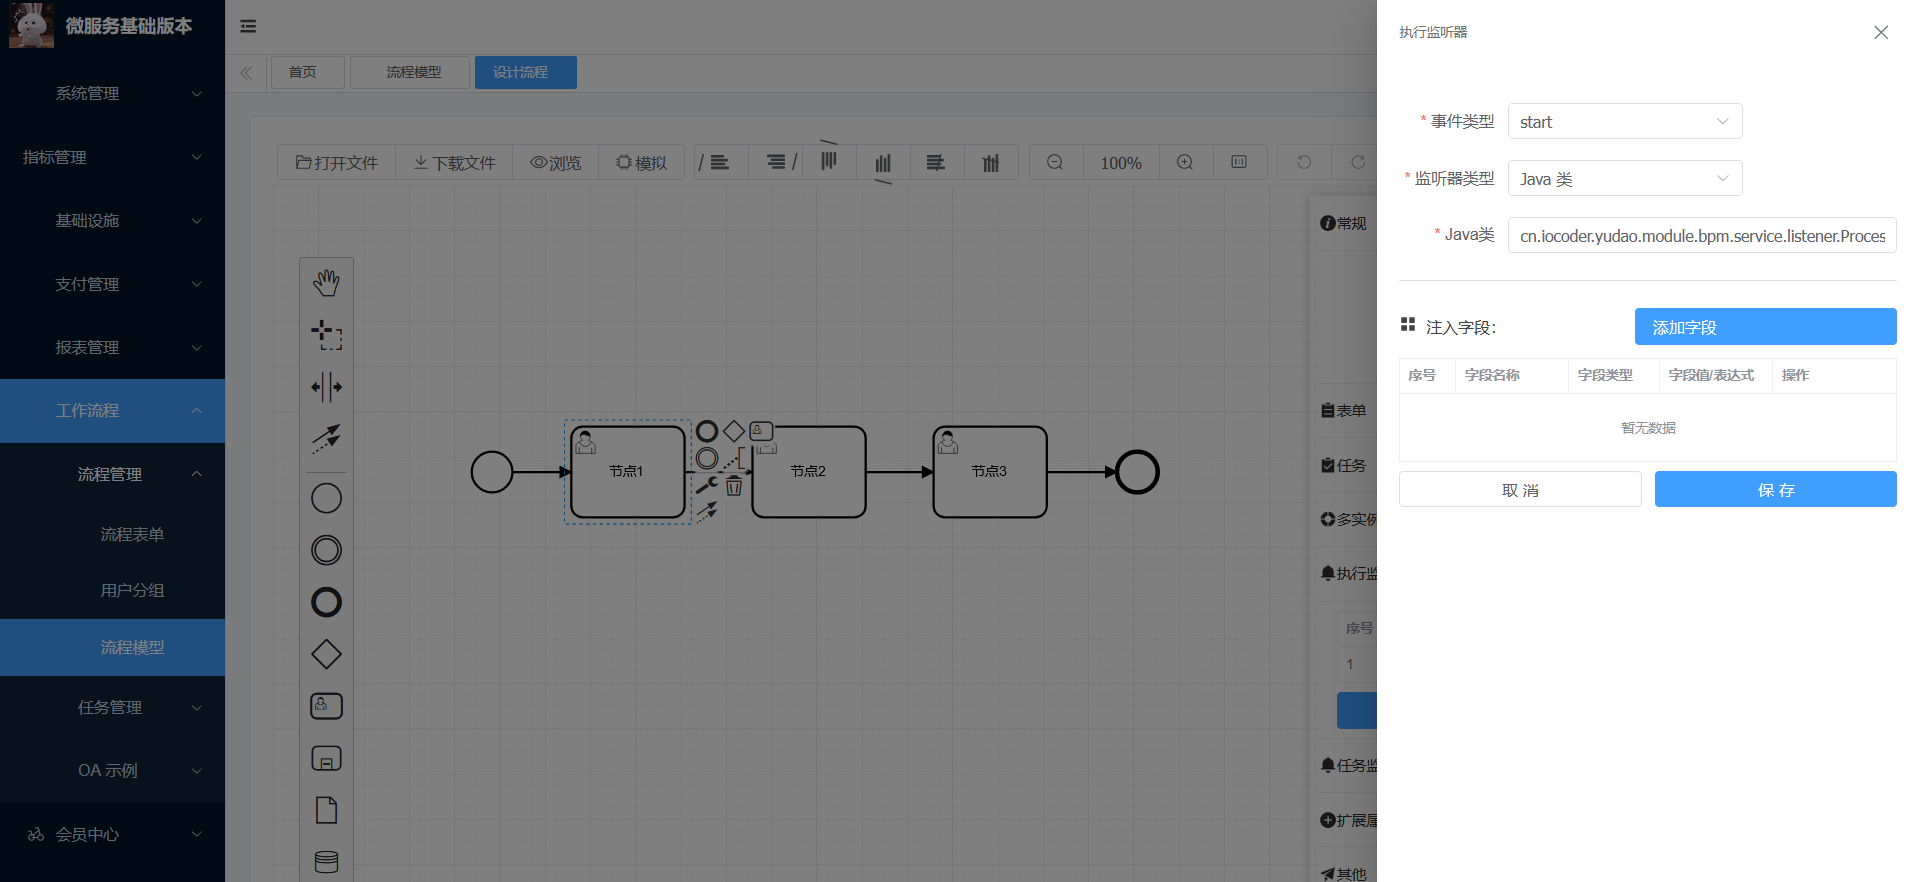 微服务基础版本
系统管理
指标管理
基础设施
支付管理
报表管理
工作流程
流程管理
流程表单
用户分组
流程模型
任务管理
OA 示例
会员中心
首页
流程模型
设计流程
打开文件
下载文件
浏览
模拟
100%
节点1
节点2
节点3
常规
表单
任务
多实例
执行监
序号
1
任务监
扩展属
其他
执行监听器
* 事件类型
start
* 监听器类型
Java 类
* Java类
cn.iocoder.yudao.module.bpm.service.listener.Proces
注入字段:
添加字段
序号 字段名称 字段类型 字段值/表达式 操作
暂无数据
取 消
保 存